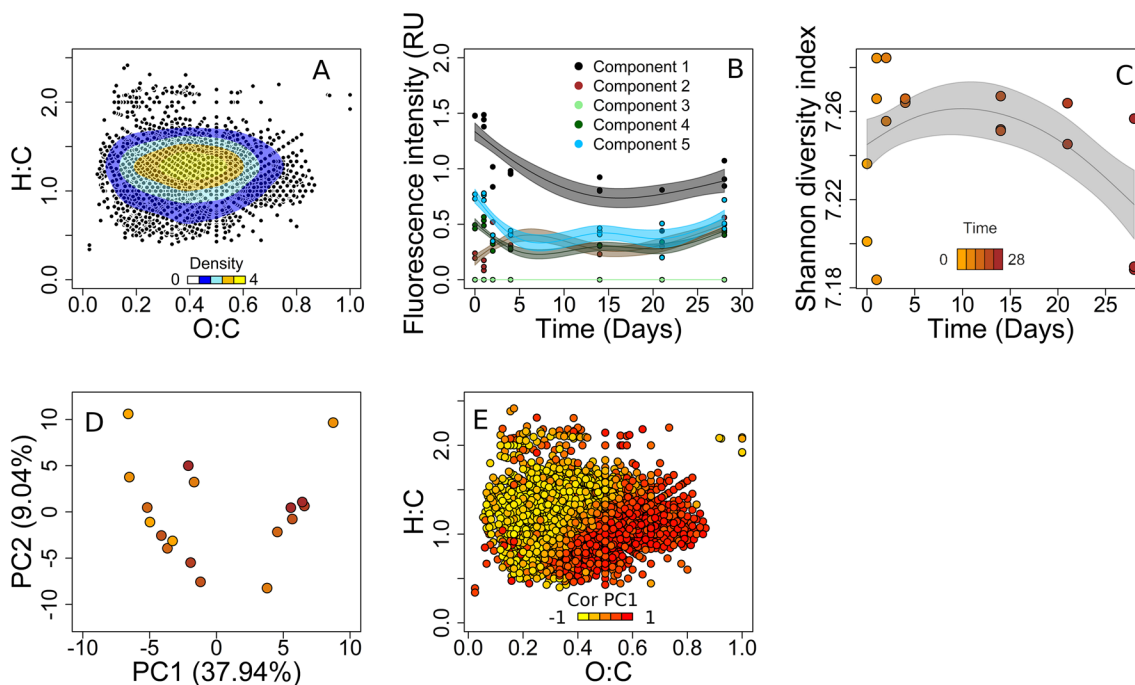 A
H:C
0.0 1.0 2.0
Density
0 4
0.0 0.2 0.4 0.6 0.8 1.0
O:C
B
Fluorescence intensity (RU
0.0 0.5 1.0 1.5 2.0
Component 1
Component 2
Component 3
Component 4
Component 5
0 5 10 15 20 25 30
Time (Days)
C
Shannon diversity index
7.18 7.22 7.26
Time
0 28
0 5 10 15 20 25
Time (Days)
D
PC2 (9.04%)
-10 -5 0 5 10
-10 -5 0 5 10
PC1 (37.94%)
E
H:C
0.0 1.0 2.0
Cor PC1
-1 1
0.0 0.2 0.4 0.6 0.8 1.0
O:C